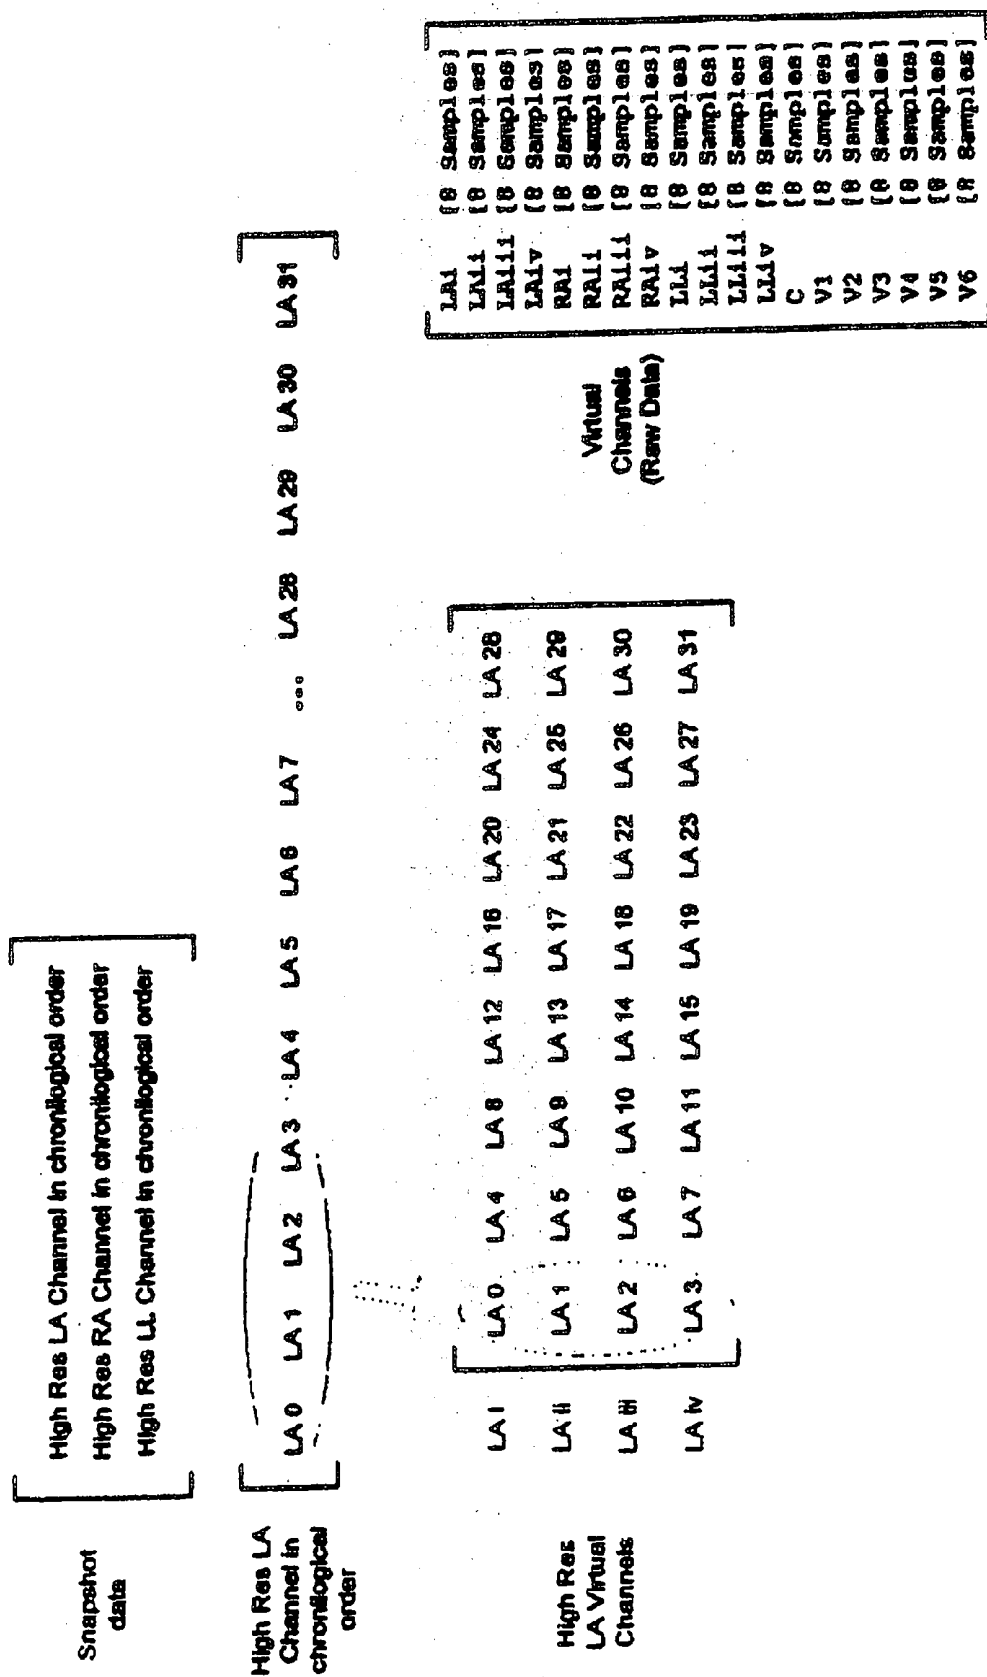 Snapshot
data
High Res LA Channel in chronilogical order
High Res RA Channel in chronilogical order
High Res LL Channel in chronilogical order
High Res LA
Channel in
chronilogical
order
LA 0 LA 1 LA 2 LA 3 LA 4 LA 5 LA 6 LA 7 ... LA 28 LA 29 LA 30 LA 31
High Res
LA Virtual
Channels
LA i LA 0 LA 4 LA 8 LA 12 LA 16 LA 20 LA 24 LA 28
LA ii LA 1 LA 5 LA 9 LA 13 LA 17 LA 21 LA 25 LA 29
LA iii LA 2 LA 6 LA 10 LA 14 LA 18 LA 22 LA 26 LA 30
LA iv LA 3 LA 7 LA 11 LA 15 LA 19 LA 23 LA 27 LA 31
Virtual
Channels
(Raw Data)
LAi [8 Samples]
LAii [8 Samples]
LAiii [8 Samples]
LAiv [8 Samples]
RAi [8 Samples]
RAii [8 Samples]
RAiii [8 Samples]
RAiv [8 Samples]
LLi [8 Samples]
LLii [8 Samples]
LLiii [8 Samples]
LLiv [8 Samples]
C [8 Samples]
V1 [8 Samples]
V2 [8 Samples]
V3 [8 Samples]
V4 [8 Samples]
V5 [8 Samples]
V6 [8 Samples]